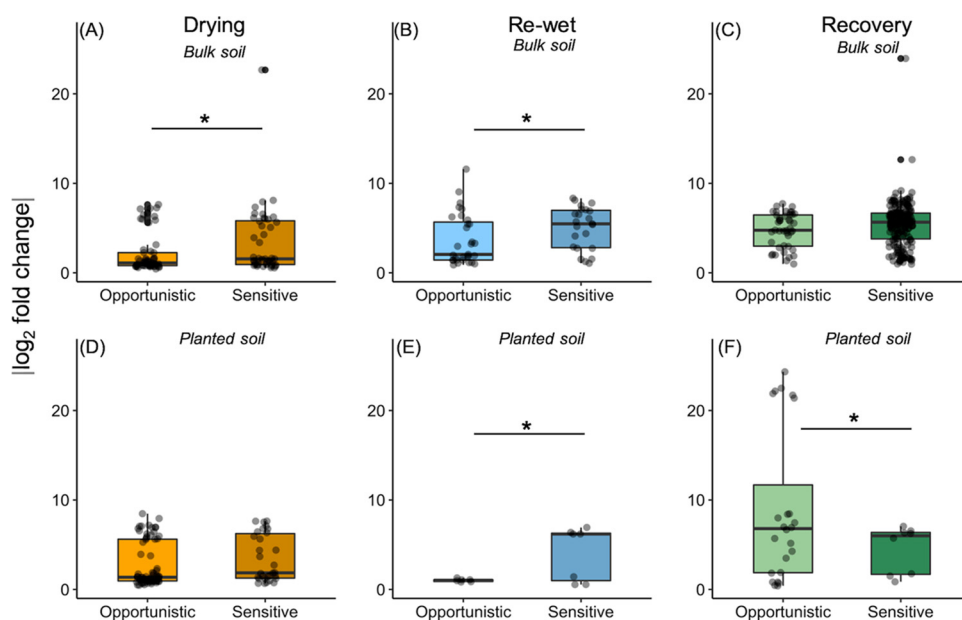 Drying
Re-wet
Recovery
(A)
Bulk soil
(B)
Bulk soil
(C)
Bulk soil
20
10
0
*
20
10
0
*
20
10
0
Opportunistic Sensitive
Opportunistic Sensitive
Opportunistic Sensitive
|log₂ fold change|
(D)
Planted soil
(E)
Planted soil
(F)
Planted soil
20
10
0
20
10
0
*
20
10
0
*
Opportunistic Sensitive
Opportunistic Sensitive
Opportunistic Sensitive